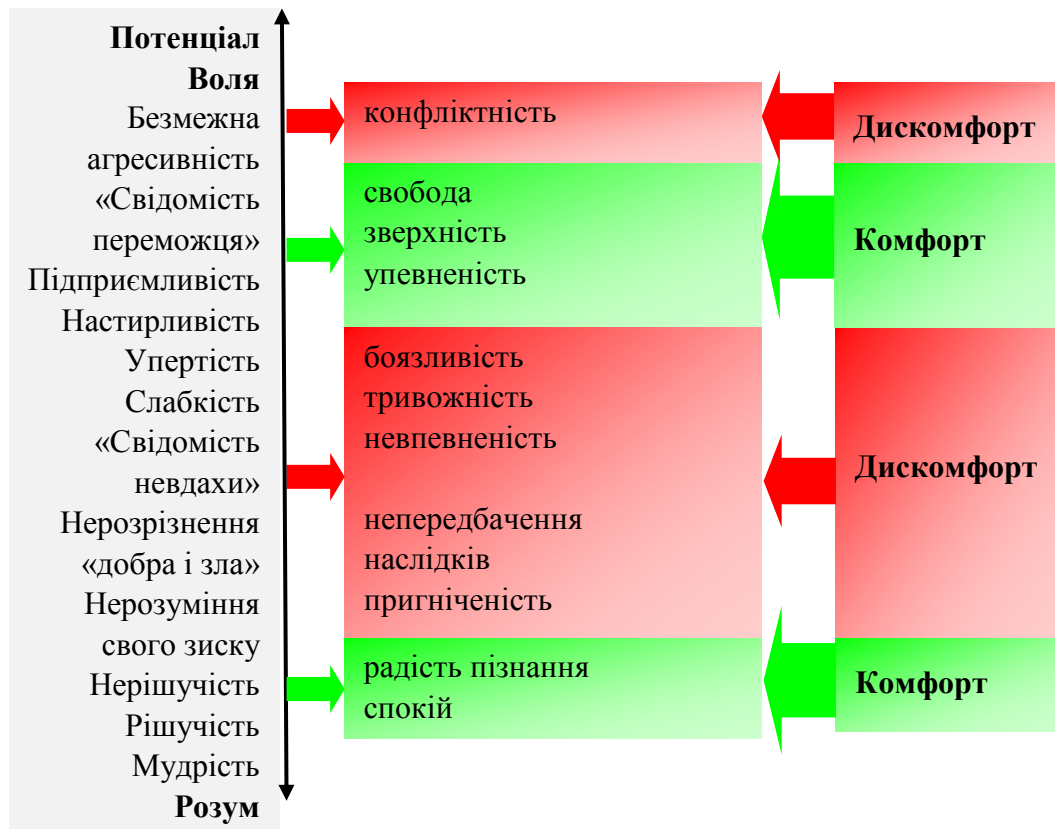 Потенціал
Воля
Безмежна
агресивність
«Свідомість
переможця»
Підприємливість
Настирливість
Упертість
Слабкість
«Свідомість
невдахи»
Нерозрізнення
«добра і зла»
Нерозуміння
свого зиску
Нерішучість
Рішучість
Мудрість
Розум
конфліктність
свобода
зверхність
упевненість
боязливість
тривожність
невпевненість
непередбачення
наслідків
пригніченість
радість пізнання
спокій
Дискомфорт
Комфорт
Дискомфорт
Комфорт